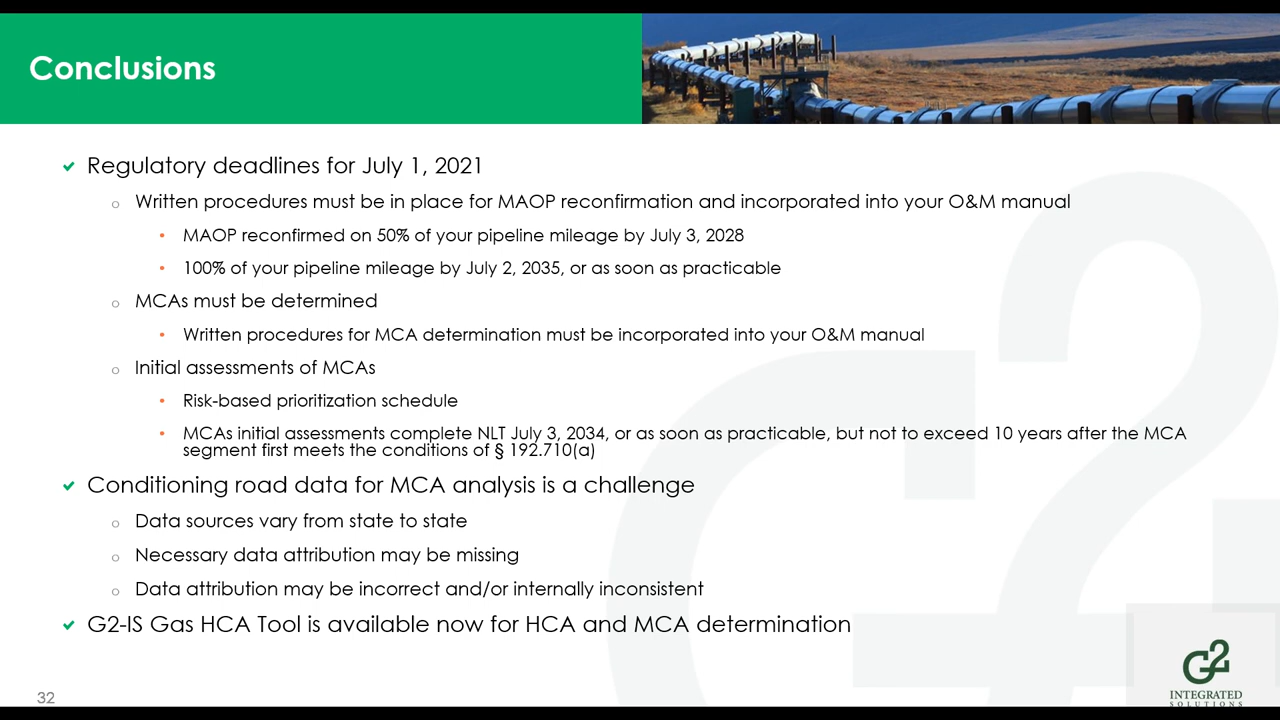 Conclusions
Regulatory deadlines for July 1, 2021
Written procedures must be in place for MAOP reconfirmation and incorporated into your O&M manual
MAOP reconfirmed on 50% of your pipeline mileage by July 3, 2028
100% of your pipeline mileage by July 2, 2035, or as soon as practicable
MCAs must be determined
Written procedures for MCA determination must be incorporated into your O&M manual
Initial assessments of MCAs
Risk-based prioritization schedule
MCAs initial assessments complete NLT July 3, 2034, or as soon as practicable, but not to exceed 10 years after the MCA
segment first meets the conditions of § 192.710(a)
Conditioning road data for MCA analysis is a challenge
Data sources vary from state to state
Necessary data attribution may be missing
Data attribution may be incorrect and/or internally inconsistent
G2-IS Gas HCA Tool is available now for HCA and MCA determination
32
G2
INTEGRATED
SOLUTIONS